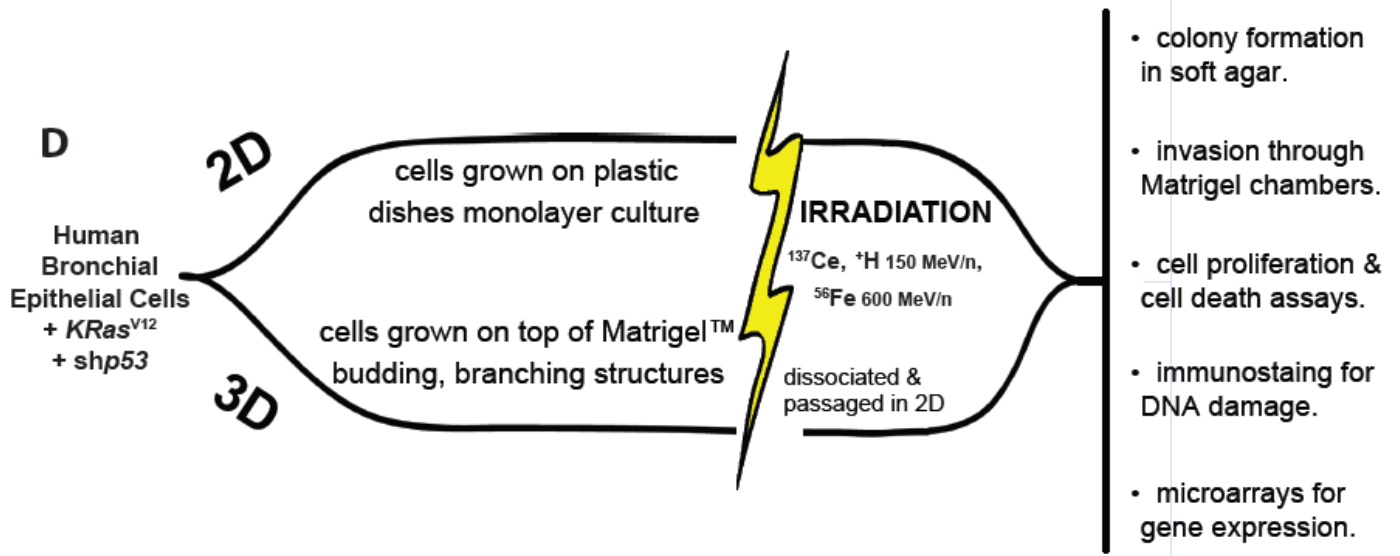 D
Human
Bronchial
Epithelial Cells
+ KRasV12
+ shp53
2D
cells grown on plastic
dishes monolayer culture
3D
cells grown on top of Matrigel™
budding, branching structures
IRRADIATION
¹³⁷Ce, ⁺H 150 MeV/n,
⁵⁶Fe 600 MeV/n
dissociated &
passaged in 2D
• colony formation
in soft agar.
• invasion through
Matrigel chambers.
• cell proliferation &
cell death assays.
• immunostaing for
DNA damage.
• microarrays for
gene expression.